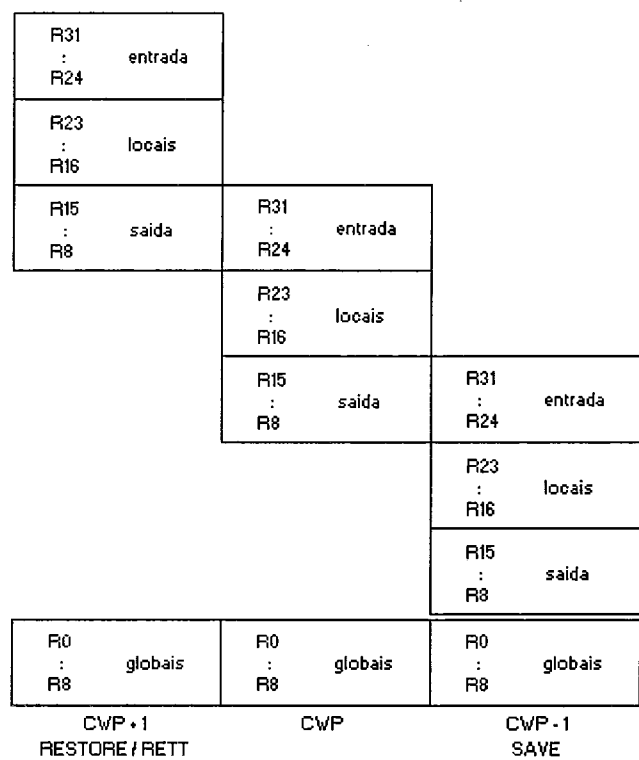 R31
:
R24
entrada
R23
:
R16
locais
R15
:
R8
saida
R31
:
R24
entrada
R23
:
R16
locais
R15
:
R8
saida
R31
:
R24
entrada
R23
:
R16
locais
R15
:
R8
saida
R0
:
R8
globais
R0
:
R8
globais
R0
:
R8
globais
CWP + 1
RESTORE / RETT
CWP
CWP - 1
SAVE